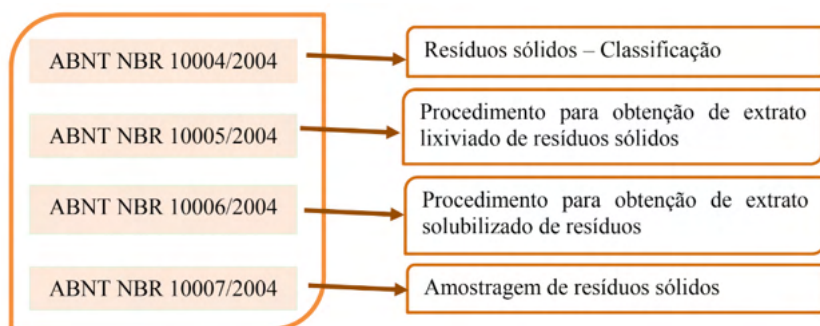 ABNT NBR 10004/2004
Resíduos sólidos – Classificação
ABNT NBR 10005/2004
Procedimento para obtenção de extrato
lixiviado de resíduos sólidos
ABNT NBR 10006/2004
Procedimento para obtenção de extrato
solubilizado de resíduos
ABNT NBR 10007/2004
Amostragem de resíduos sólidos